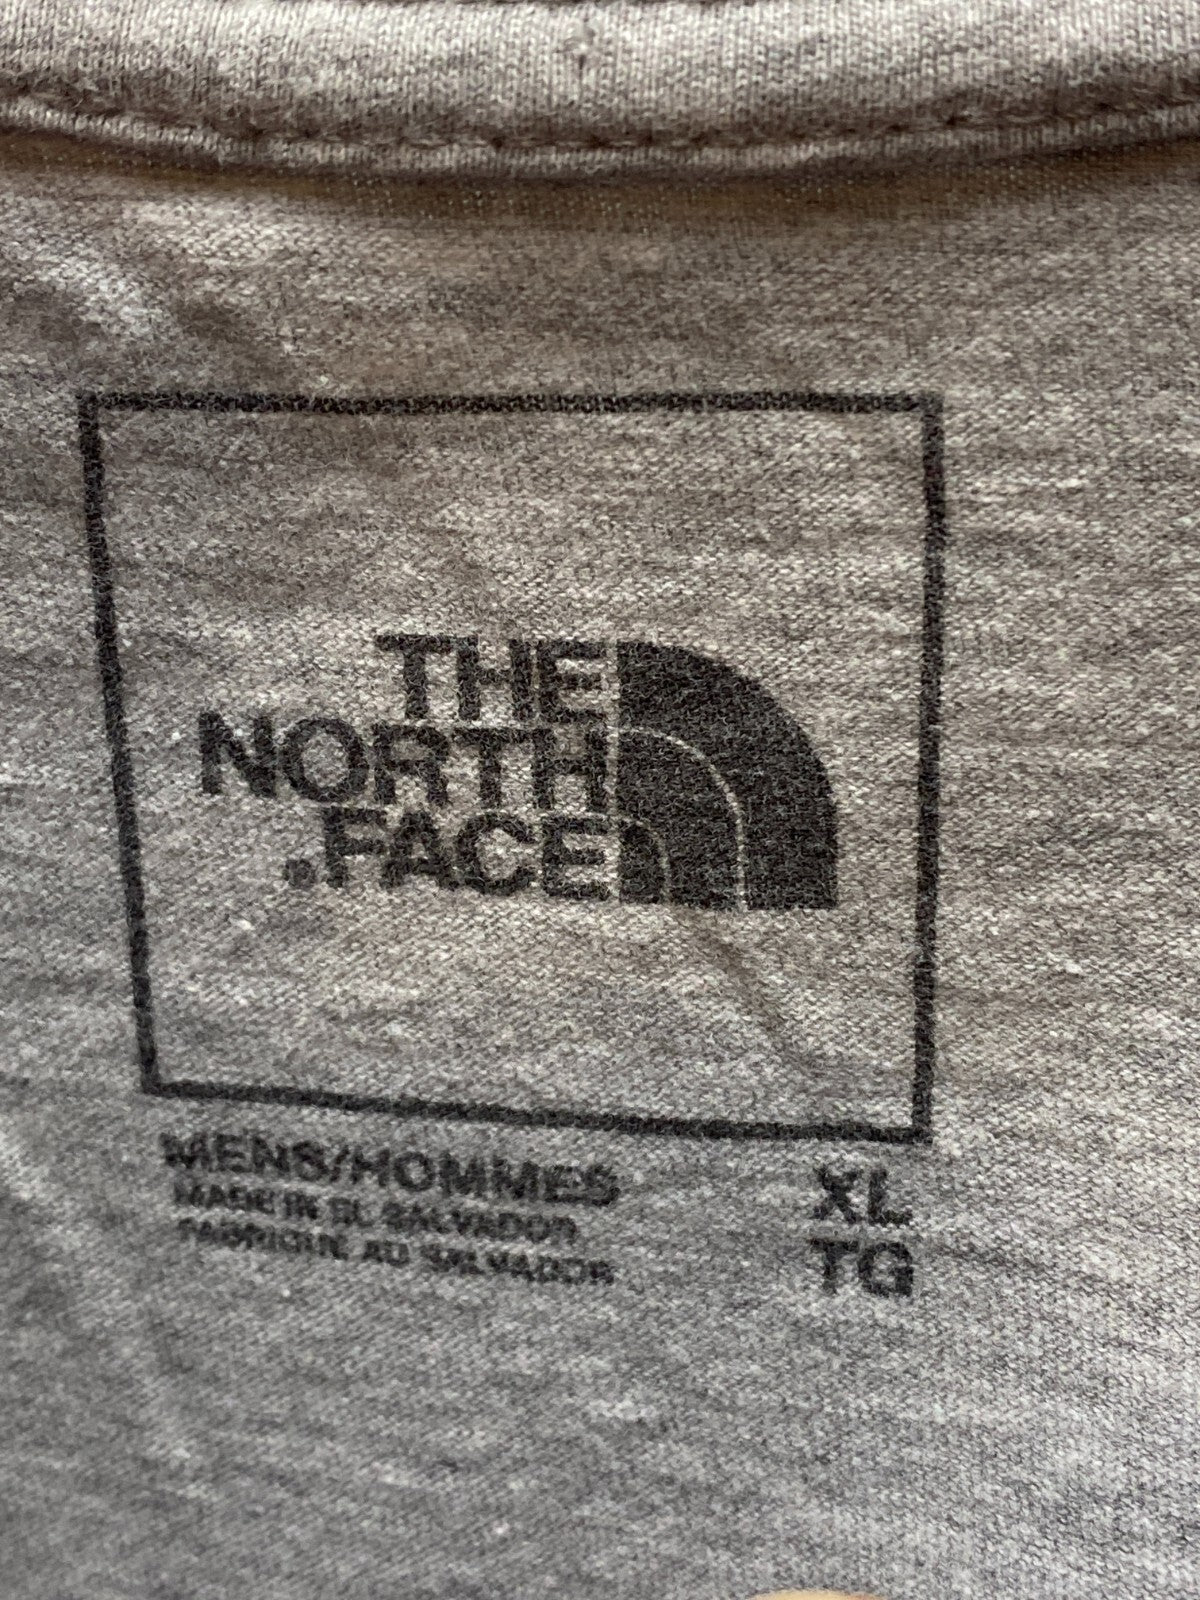 THE
NORTH
FACE
MENS/HOMMES
MADE IN EL SALVADOR
FABRIQUÉ AU SALVADOR
XL
TG